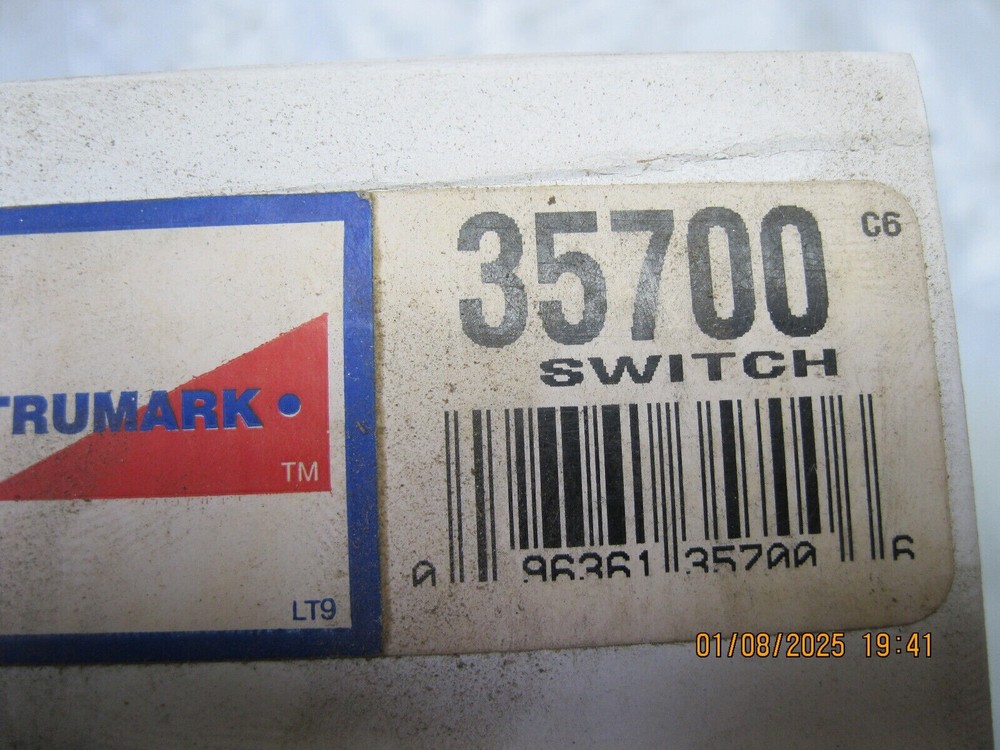 35700
C6
SWITCH
TRUMARK •
TM
LT9
0 96361 35700 6
01/08/2025 19:41